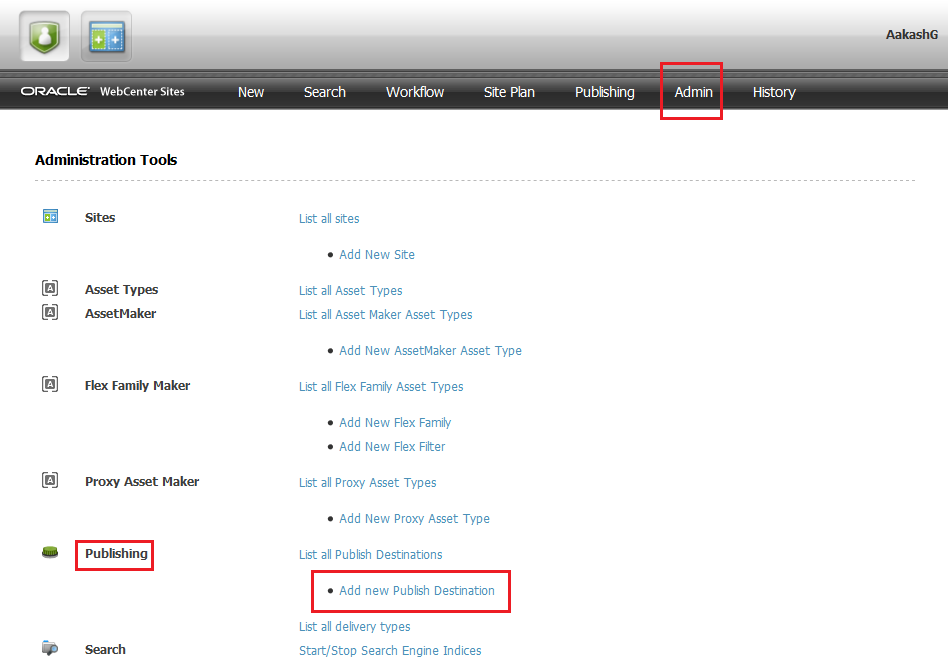 AakashG
ORACLE WebCenter Sites New Search Workflow Site Plan Publishing Admin History
Administration Tools
Sites List all sites
• Add New Site
Asset Types List all Asset Types
AssetMaker List all Asset Maker Asset Types
• Add New AssetMaker Asset Type
Flex Family Maker List all Flex Family Asset Types
• Add New Flex Family
• Add New Flex Filter
Proxy Asset Maker List all Proxy Asset Types
• Add New Proxy Asset Type
Publishing List all Publish Destinations
• Add new Publish Destination
List all delivery types
Search Start/Stop Search Engine Indices